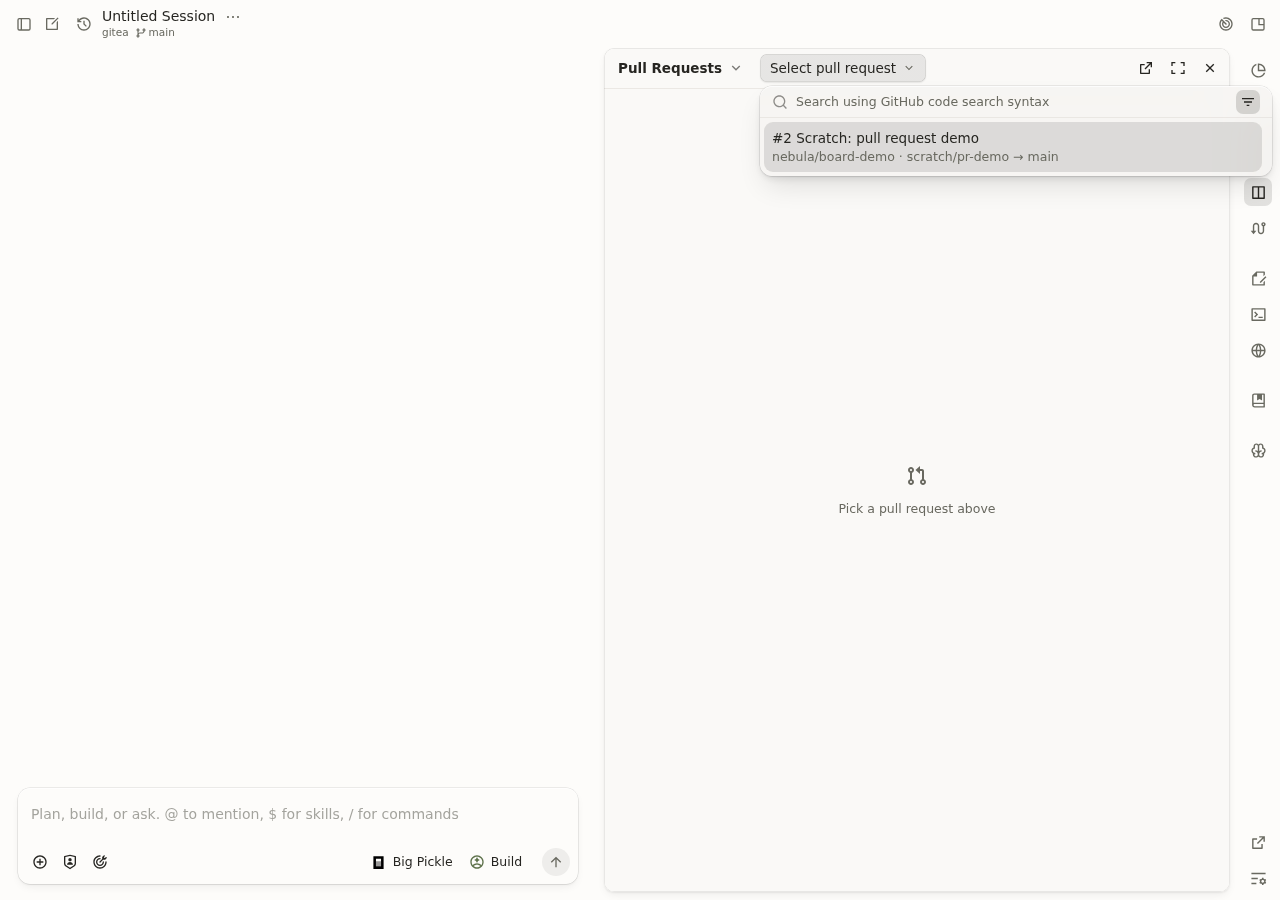 Untitled Session
gitea main
Pull Requests
Select pull request
Search using GitHub code search syntax
#2 Scratch: pull request demo
nebula/board-demo · scratch/pr-demo → main
Pick a pull request above
Plan, build, or ask. @ to mention, $ for skills, / for commands
Big Pickle
Build